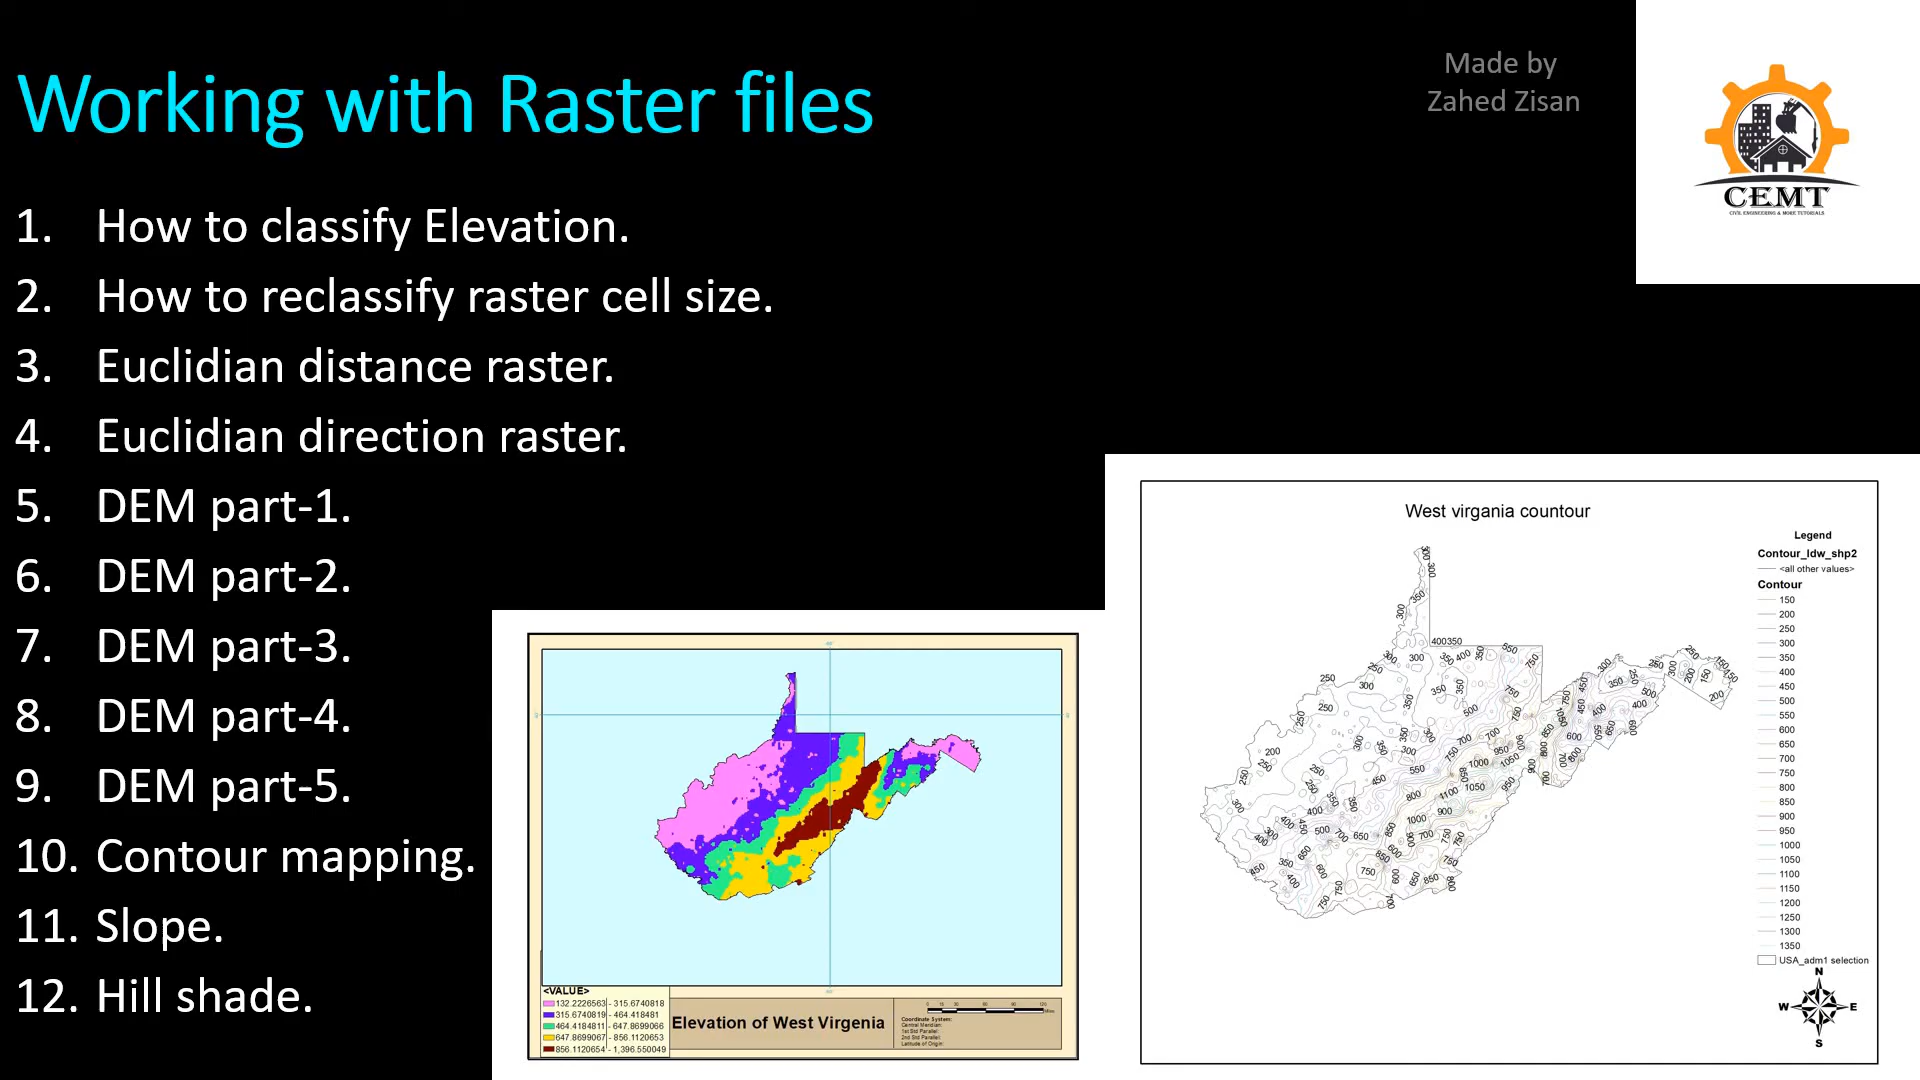 Working with Raster files
Made by
Zahed Zisan
CEMT
CIVIL ENGINEERING & MORE TUTORIALS
1. How to classify Elevation.
2. How to reclassify raster cell size.
3. Euclidian distance raster.
4. Euclidian direction raster.
5. DEM part-1.
6. DEM part-2.
7. DEM part-3.
8. DEM part-4.
9. DEM part-5.
10. Contour mapping.
11. Slope.
12. Hill shade.
<VALUE>
132.2226563 - 315.6740818
315.6740819 - 464.418481
464.4184811 - 647.8699066
647.8699067 - 856.1120653
856.1120654 - 1,396.550049
Elevation of West Virgenia
Coordinate System:
Central Meridian:
1st Std Parallel:
2nd Std Parallel:
Latitude of Origin:
West virgania countour
Legend
Contour_ldw_shp2
<all other values>
Contour
150
200
250
300
350
400
450
500
550
600
650
700
750
800
850
900
950
1000
1050
1100
1150
1200
1250
1300
1350
USA_adm1 selection
N
W E
S